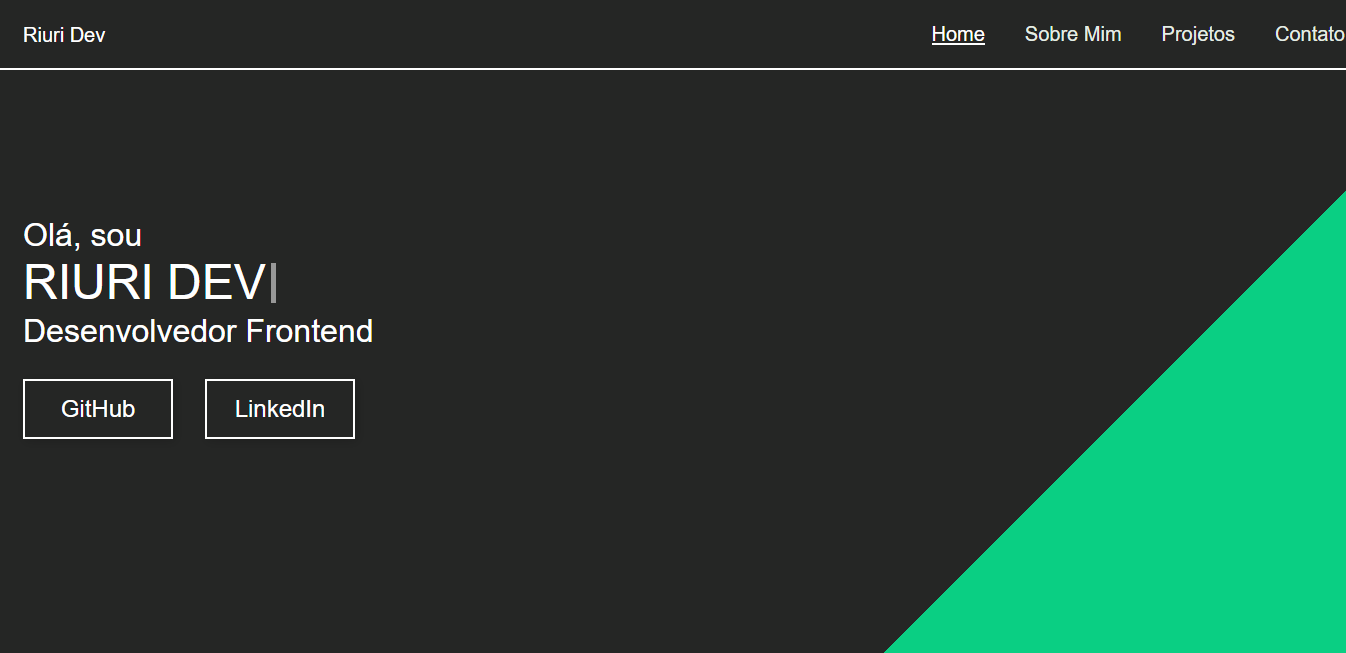 Riuri Dev Home Sobre Mim Projetos Contato
Olá, sou
RIURI DEV
Desenvolvedor Frontend
GitHub LinkedIn